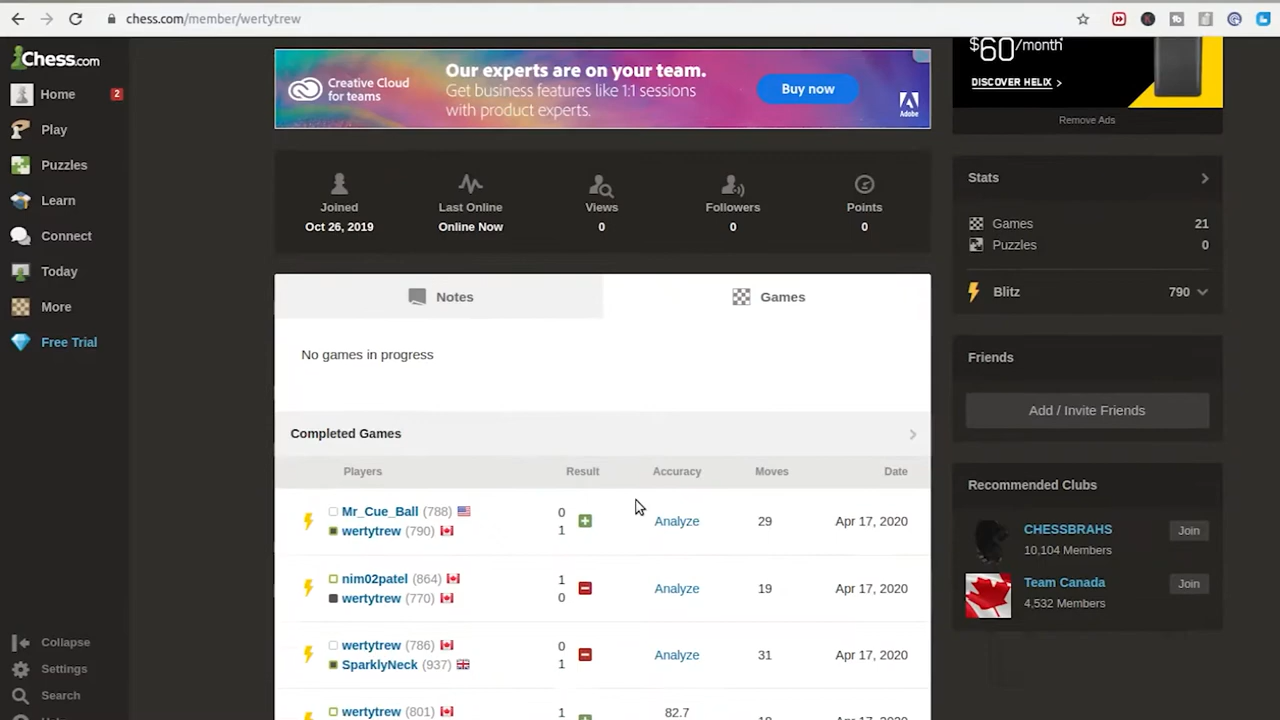 chess.com/member/wertytrew
Chess.com
Home 2
Play
Puzzles
Learn
Connect
Today
More
Free Trial
Collapse
Settings
Search
Creative Cloud
for teams
Our experts are on your team.
Get business features like 1:1 sessions
with product experts.
Buy now
Adobe
$60/month
DISCOVER HELIX >
Remove Ads
Joined
Oct 26, 2019
Last Online
Online Now
Views
0
Followers
0
Points
0
Notes
Games
No games in progress
Completed Games
Players Result Accuracy Moves Date
Mr_Cue_Ball (788) 0
wertytrew (790) 1
Analyze 29 Apr 17, 2020
nim02patel (864) 1
wertytrew (770) 0
Analyze 19 Apr 17, 2020
wertytrew (786) 0
SparklyNeck (937) 1
Analyze 31 Apr 17, 2020
wertytrew (801) 1
82.7
Stats
Games 21
Puzzles 0
Blitz 790
Friends
Add / Invite Friends
Recommended Clubs
CHESSBRAHS
10,104 Members
Join
Team Canada
4,532 Members
Join